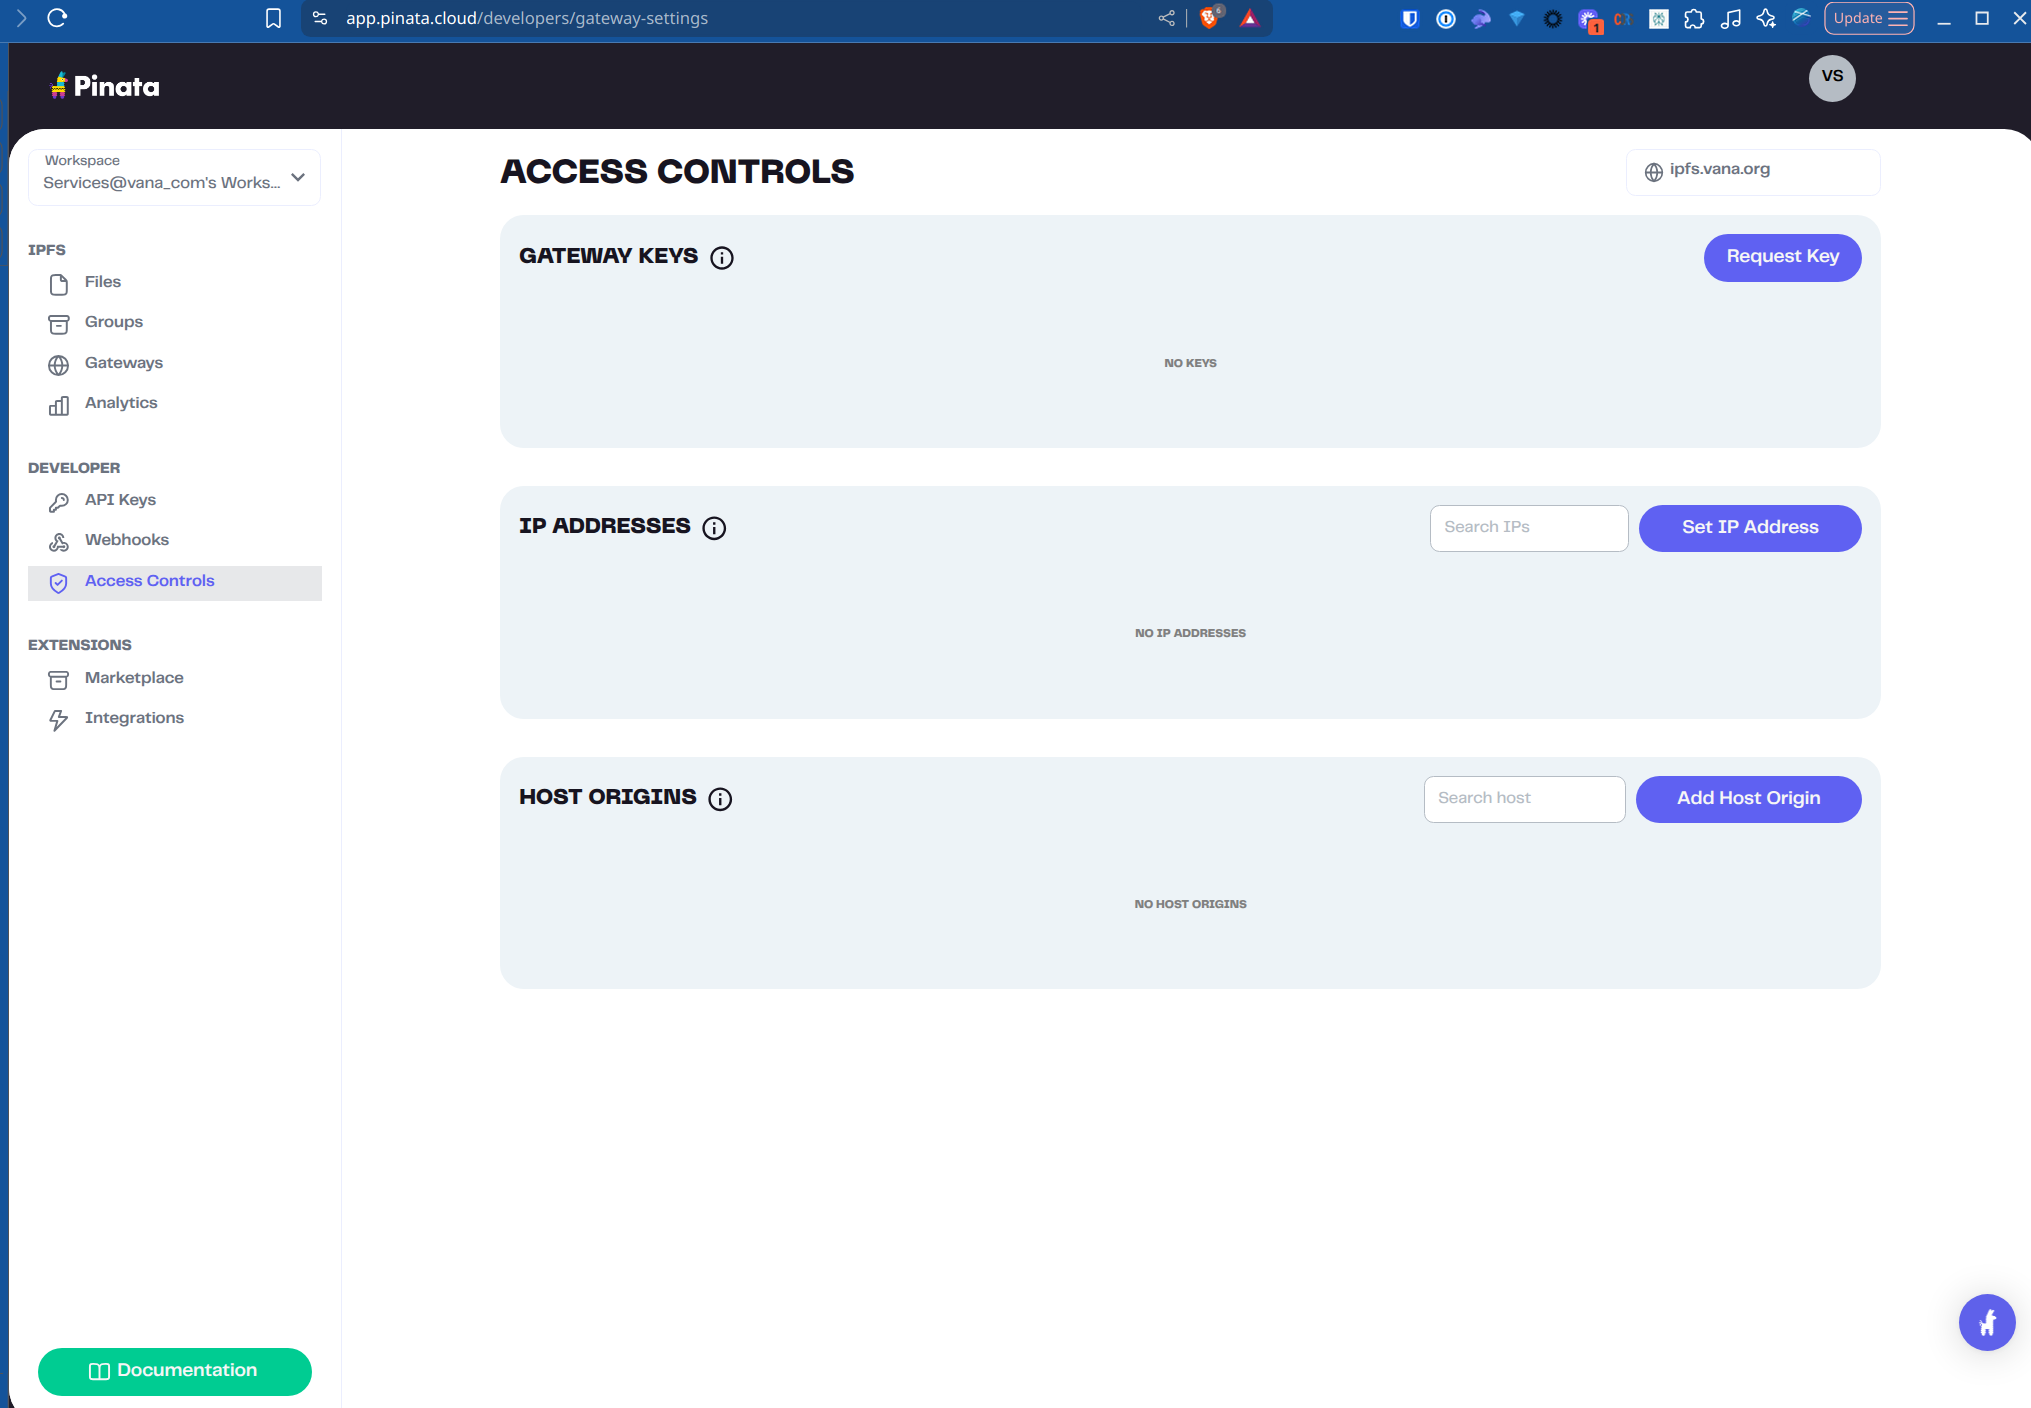 app.pinata.cloud/developers/gateway-settings
6
1
CR
Update
Pinata
VS
Workspace
Services@vana_com's Works...
IPFS
Files
Groups
Gateways
Analytics
DEVELOPER
API Keys
Webhooks
Access Controls
EXTENSIONS
Marketplace
Integrations
Documentation
ACCESS CONTROLS
ipfs.vana.org
GATEWAY KEYS
Request Key
NO KEYS
IP ADDRESSES
Search IPs
Set IP Address
NO IP ADDRESSES
HOST ORIGINS
Search host
Add Host Origin
NO HOST ORIGINS